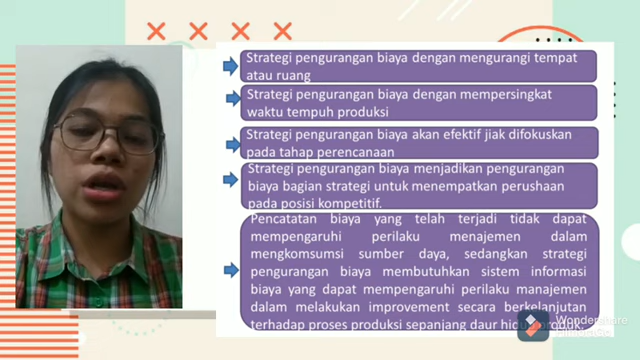 Strategi pengurangan biaya dengan mengurangi tempat
atau ruang
Strategi pengurangan biaya dengan mempersingkat
waktu tempuh produksi
Strategi pengurangan biaya akan efektif jiak difokuskan
pada tahap perencanaan
Strategi pengurangan biaya menjadikan pengurangan
biaya bagian strategi untuk menempatkan perushaan
pada posisi kompetitif.
Pencatatan biaya yang telah terjadi tidak dapat
mempengaruhi perilaku menajemen dalam
mengkomsumsi sumber daya, sedangkan strategi
pengurangan biaya membutuhkan sistem informasi
biaya yang dapat mempengaruhi perilaku manajemen
dalam melakukan improvement secara berkelanjutan
terhadap proses produksi sepanjang daur hidup produk.
Wondershare